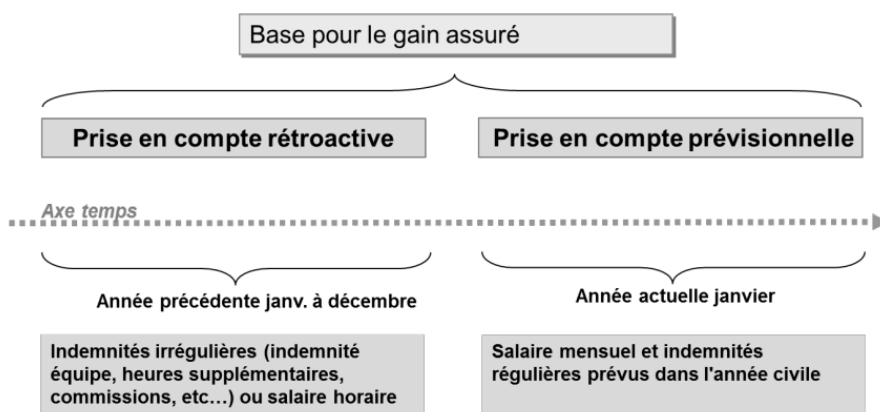 Base pour le gain assuré
Prise en compte rétroactive
Prise en compte prévisionnelle
Axe temps
Année précédente janv. à décembre
Année actuelle janvier
Indemnités irrégulières (indemnité
équipe, heures supplémentaires,
commissions, etc…) ou salaire horaire
Salaire mensuel et indemnités
régulières prévus dans l'année civile